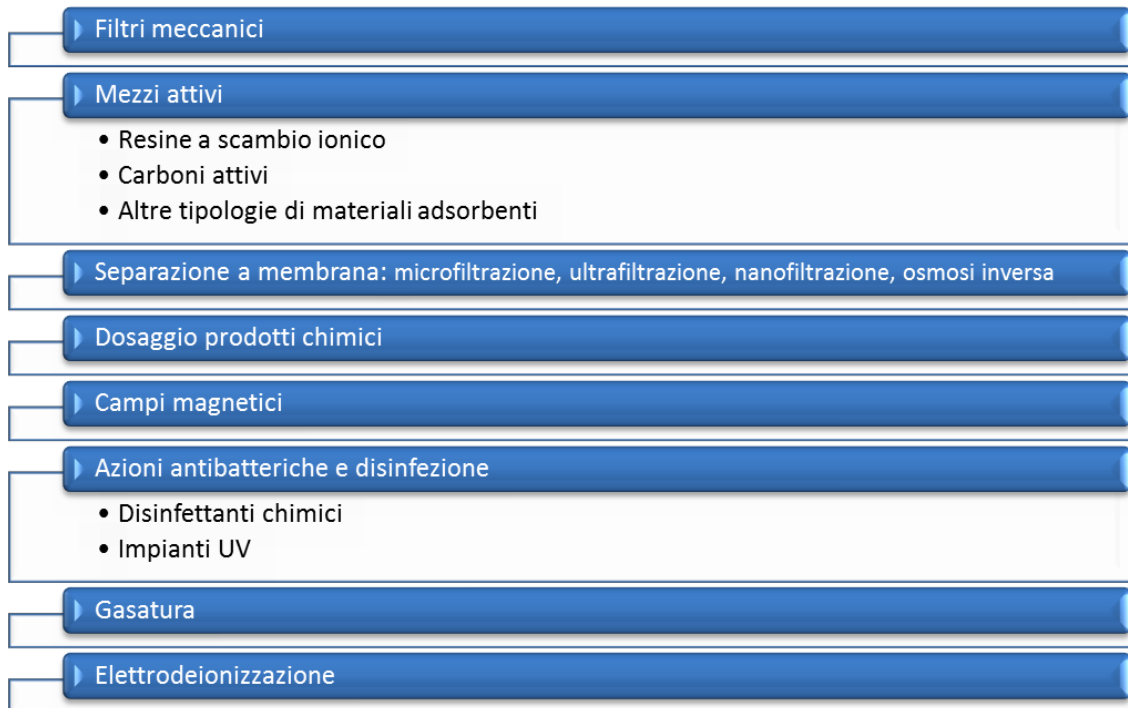 Filtri meccanici
Mezzi attivi
• Resine a scambio ionico
• Carboni attivi
• Altre tipologie di materiali adsorbenti
Separazione a membrana: microfiltrazione, ultrafiltrazione, nanofiltrazione, osmosi inversa
Dosaggio prodotti chimici
Campi magnetici
Azioni antibatteriche e disinfezione
• Disinfettanti chimici
• Impianti UV
Gasatura
Elettrodeionizzazione